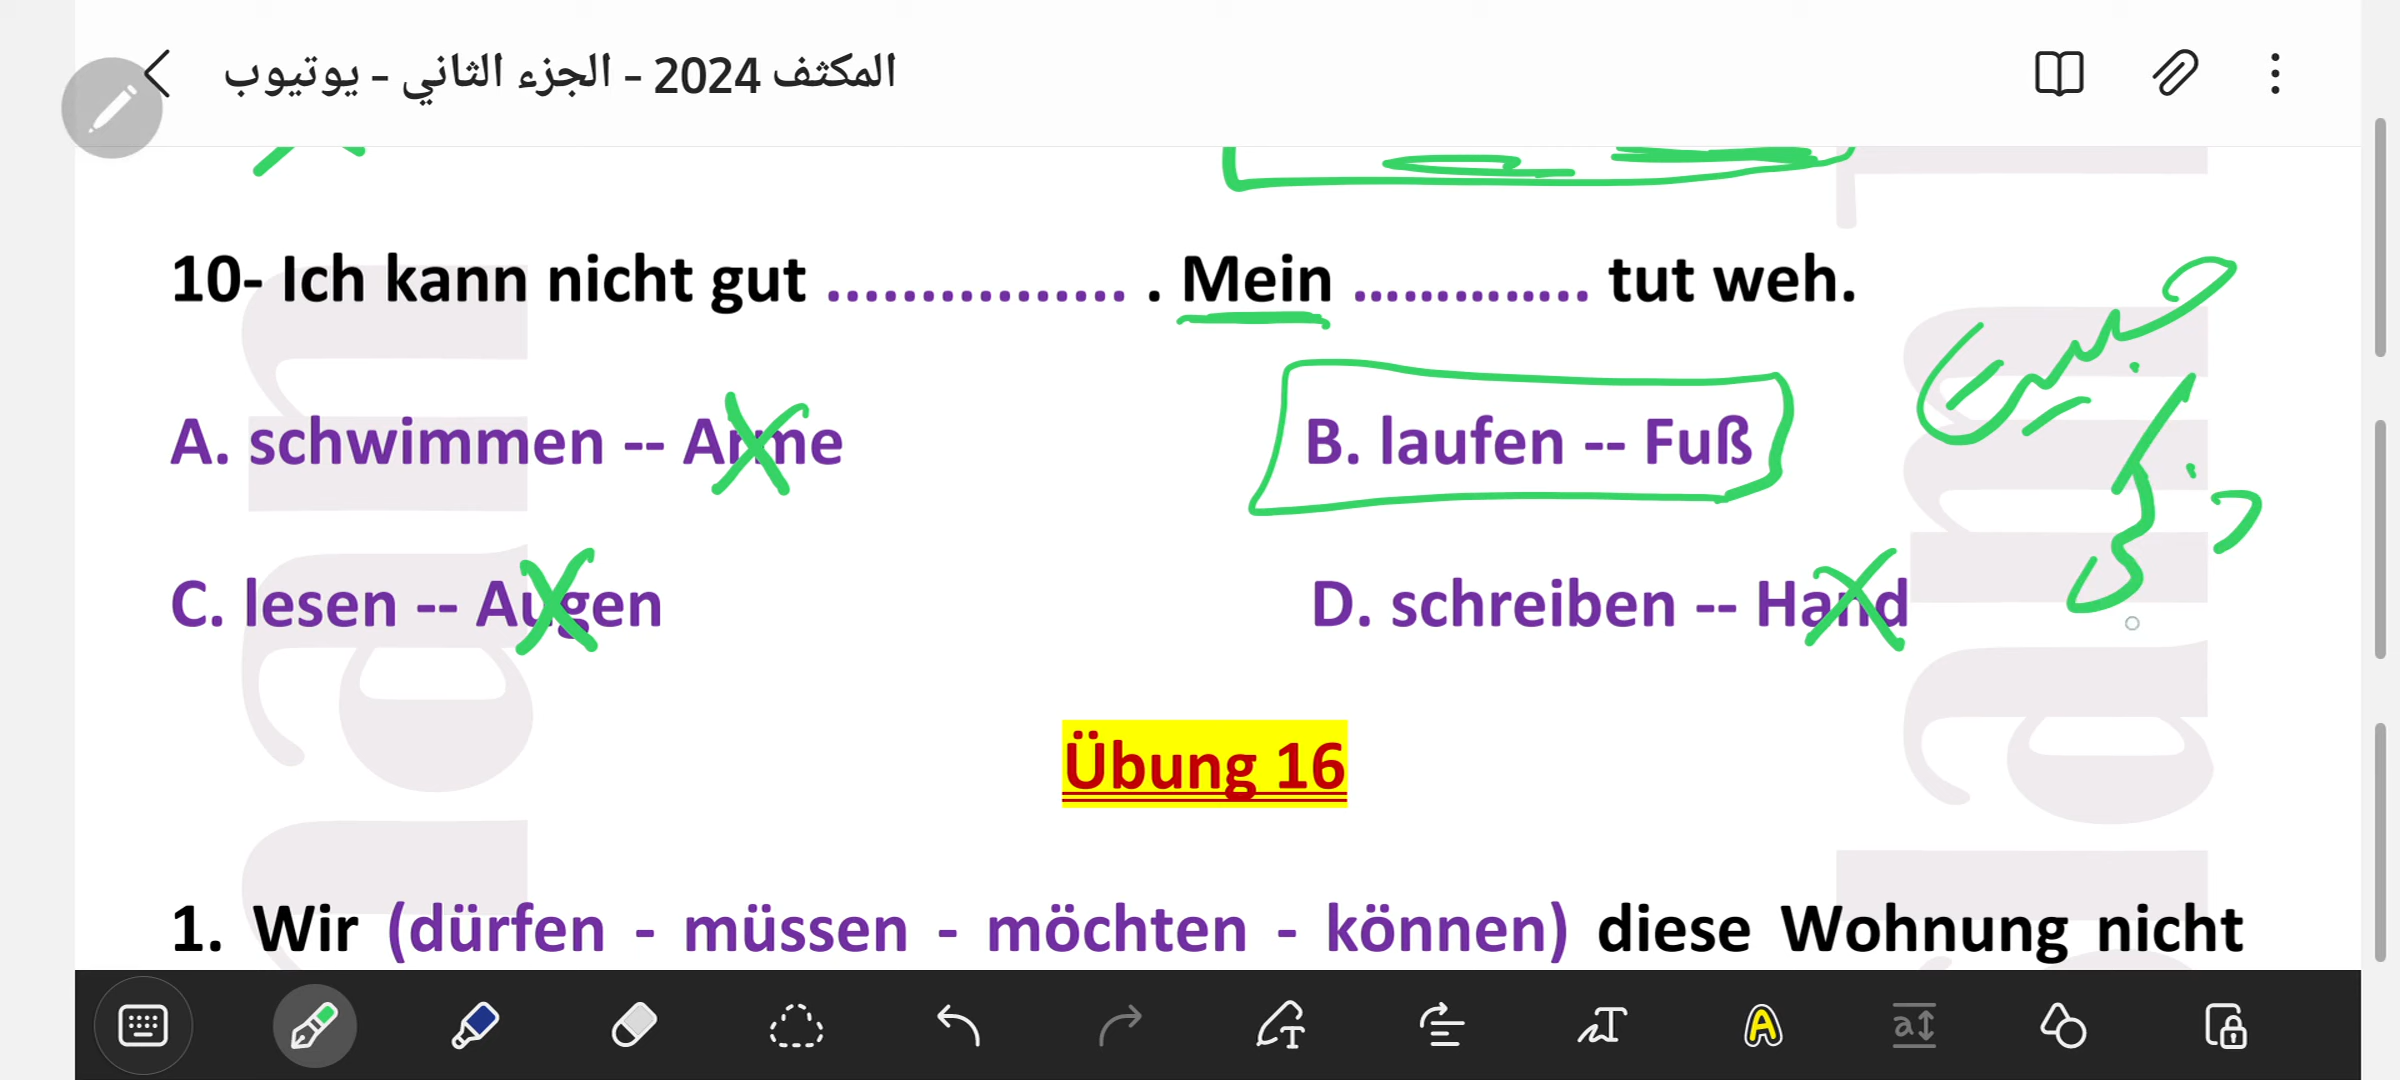 المكثف 2024 - الجزء الثاني - يوتيوب
10- Ich kann nicht gut ................ . Mein .............. tut weh.
A. schwimmen -- Arme
B. laufen -- Fuß
C. lesen -- Augen
D. schreiben -- Hand
Übung 16
1. Wir (dürfen - müssen - möchten - können) diese Wohnung nicht